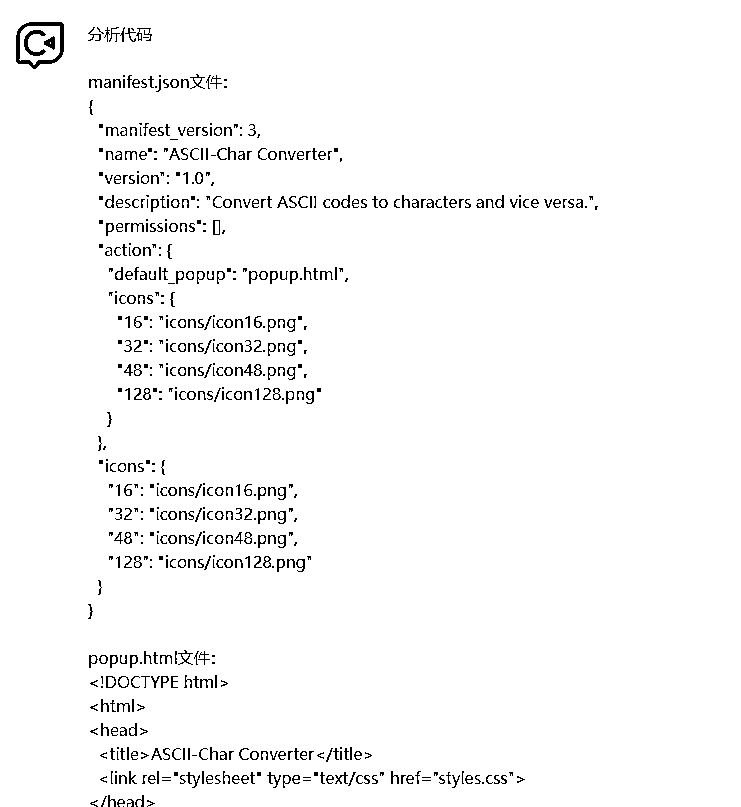 分析代码
manifest.json文件:
{
"manifest_version": 3,
"name": "ASCII-Char Converter",
"version": "1.0",
"description": "Convert ASCII codes to characters and vice versa.",
"permissions": [],
"action": {
"default_popup": "popup.html",
"icons": {
"16": "icons/icon16.png",
"32": "icons/icon32.png",
"48": "icons/icon48.png",
"128": "icons/icon128.png"
}
},
"icons": {
"16": "icons/icon16.png",
"32": "icons/icon32.png",
"48": "icons/icon48.png",
"128": "icons/icon128.png"
}
}
popup.html文件:
<!DOCTYPE html>
<html>
<head>
<title>ASCII-Char Converter</title>
<link rel="stylesheet" type="text/css" href="styles.css">
</head>